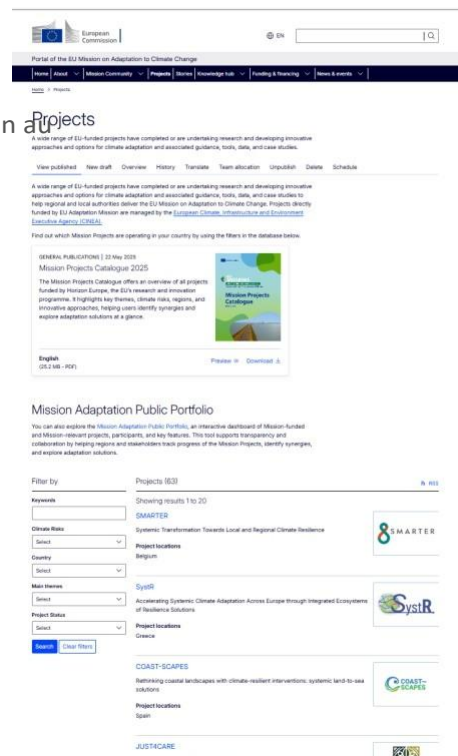 European
Commission
EN
Portal of the EU Mission on Adaptation to Climate Change
Home About Mission Community Projects Stories Knowledge hub Funding & financing News & events
Home / Projects
n au
Projects
A wide range of EU-funded projects have completed or are undertaking research and developing innovative
approaches and options for climate adaptation and associated guidance, tools, data, and case studies.
View published New draft Overview History Translate Team allocation Unpublish Delete Schedule
A wide range of EU-funded projects have completed or are undertaking research and developing innovative
approaches and options for climate adaptation and associated guidance, tools, data, and case studies to
help regional and local authorities deliver the EU Mission on Adaptation to Climate Change. Projects directly
funded by EU Adaptation Mission are managed by the European Climate, Infrastructure and Environment
Executive Agency (CINEA).
Find out which Mission Projects are operating in your country by using the filters in the database below.
GENERAL PUBLICATIONS | 22 May 2025
Mission Projects Catalogue 2025
The Mission Projects Catalogue offers an overview of all projects
funded by Horizon Europe, the EU's research and innovation
programme. It highlights key themes, climate risks, regions, and
innovative approaches, helping users identify synergies and
explore adaptation solutions at a glance.
Mission Projects
Catalogue
English
(25.2 MB - PDF)
Preview Download
Mission Adaptation Public Portfolio
You can also explore the Mission Adaptation Public Portfolio, an interactive dashboard of Mission-funded
and Mission-relevant projects, participants, and key features. This tool supports transparency and
collaboration by helping regions and stakeholders track progress of the Mission Projects, identify synergies,
and explore adaptation solutions.
Filter by
Keywords
Climate Risks
Select
Country
Select
Main themes
Select
Project Status
Select
Search Clear filters
Projects (63)
RSS
Showing results 1 to 20
SMARTER
Systemic Transformation Towards Local and Regional Climate Resilience
Project locations
Belgium
SMARTER
SystR
Accelerating Systemic Climate Adaptation Across Europe through Integrated Ecosystems
of Resilience Solutions
Project locations
Greece
SystR
COAST-SCAPES
Rethinking coastal landscapes with climate-resilient interventions: systemic land-to-sea
solutions
Project locations
Spain
COAST-
SCAPES
JUST4CARE